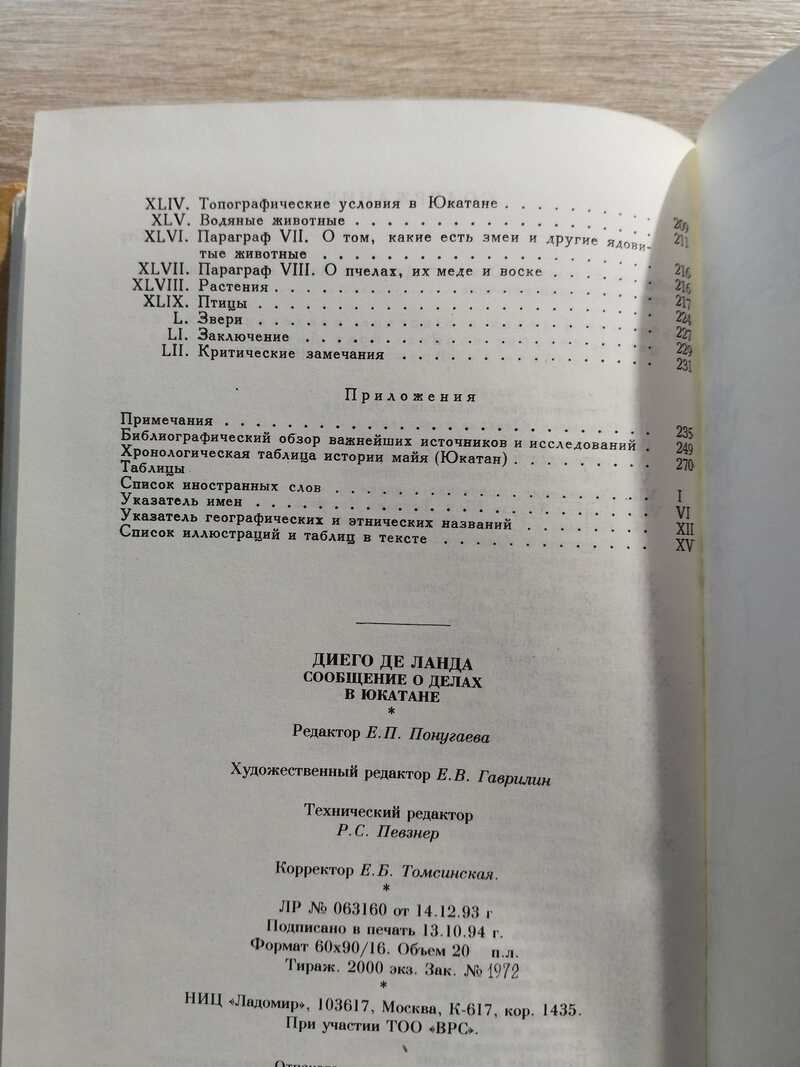 XLIV. Топографические условия в Юкатане . . . . . . . . . . 209
XLV. Водяные животные . . . . . . . . . . . . . . . . . . . 211
XLVI. Параграф VII. О том, какие есть змеи и другие ядови-
тые животные . . . . . . . . . . . . . . . . . . . . . 216
XLVII. Параграф VIII. О пчелах, их меде и воске . . . . . . . 216
XLVIII. Растения . . . . . . . . . . . . . . . . . . . . . . . . 217
XLIX. Птицы . . . . . . . . . . . . . . . . . . . . . . . . . . 224
L. Звери . . . . . . . . . . . . . . . . . . . . . . . . . . 227
LI. Заключение . . . . . . . . . . . . . . . . . . . . . . . 229
LII. Критические замечания . . . . . . . . . . . . . . . . . 231
Приложения
Примечания . . . . . . . . . . . . . . . . . . . . . . . . . . . 235
Библиографический обзор важнейших источников и исследований . 249
Хронологическая таблица истории майя (Юкатан) . . . . . . . . . 270
Таблицы
Список иностранных слов . . . . . . . . . . . . . . . . . . . . I
Указатель имен . . . . . . . . . . . . . . . . . . . . . . . . . VI
Указатель географических и этнических названий . . . . . . . . XII
Список иллюстраций и таблиц в тексте . . . . . . . . . . . . . XV
ДИЕГО ДЕ ЛАНДА
СООБЩЕНИЕ О ДЕЛАХ
В ЮКАТАНЕ
*
Редактор Е.П. Понугаева
Художественный редактор Е.В. Гаврилин
Технический редактор
Р.С. Певзнер
Корректор Е.Б. Томсинская.
*
ЛР № 063160 от 14.12.93 г
Подписано в печать 13.10.94 г.
Формат 60х90/16. Объем 20 п.л.
Тираж. 2000 экз. Зак. №1972
*
НИЦ «Ладомир», 103617, Москва, К-617, кор. 1435.
При участии ТОО «ВРС».